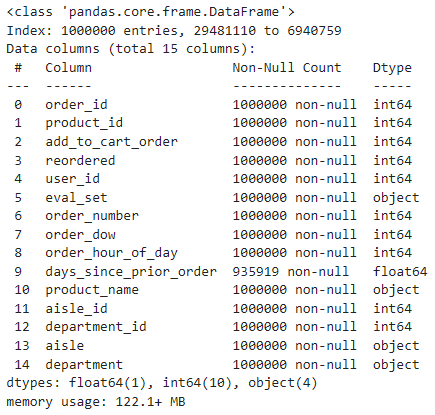 <class 'pandas.core.frame.DataFrame'>
Index: 1000000 entries, 29481110 to 6940759
Data columns (total 15 columns):
 #   Column                  Non-Null Count    Dtype
---  ------                  --------------    -----
 0   order_id                1000000 non-null  int64
 1   product_id              1000000 non-null  int64
 2   add_to_cart_order       1000000 non-null  int64
 3   reordered               1000000 non-null  int64
 4   user_id                 1000000 non-null  int64
 5   eval_set                1000000 non-null  object
 6   order_number            1000000 non-null  int64
 7   order_dow               1000000 non-null  int64
 8   order_hour_of_day       1000000 non-null  int64
 9   days_since_prior_order  935919 non-null   float64
 10  product_name            1000000 non-null  object
 11  aisle_id                1000000 non-null  int64
 12  department_id           1000000 non-null  int64
 13  aisle                   1000000 non-null  object
 14  department              1000000 non-null  object
dtypes: float64(1), int64(10), object(4)
memory usage: 122.1+ MB